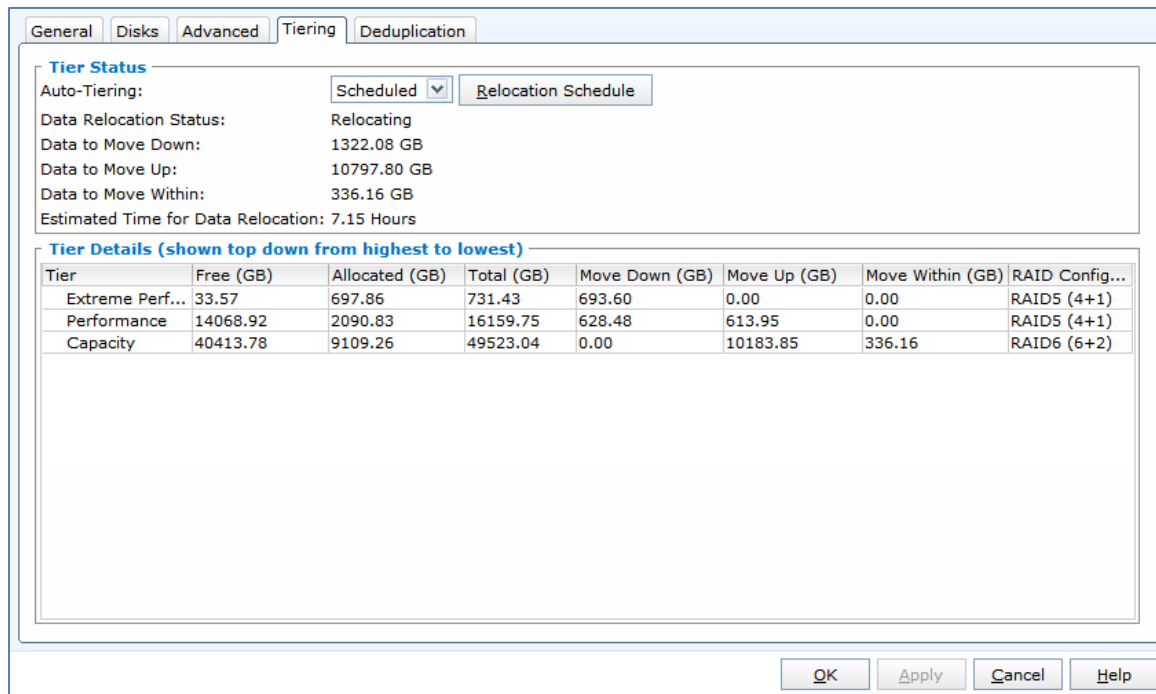 General Disks Advanced Tiering Deduplication
Tier Status
Auto-Tiering: Scheduled Relocation Schedule
Data Relocation Status: Relocating
Data to Move Down: 1322.08 GB
Data to Move Up: 10797.80 GB
Data to Move Within: 336.16 GB
Estimated Time for Data Relocation: 7.15 Hours
Tier Details (shown top down from highest to lowest)
Tier Free (GB) Allocated (GB) Total (GB) Move Down (GB) Move Up (GB) Move Within (GB) RAID Config...
Extreme Perf... 33.57 697.86 731.43 693.60 0.00 0.00 RAID5 (4+1)
Performance 14068.92 2090.83 16159.75 628.48 613.95 0.00 RAID5 (4+1)
Capacity 40413.78 9109.26 49523.04 0.00 10183.85 336.16 RAID6 (6+2)
OK Apply Cancel Help